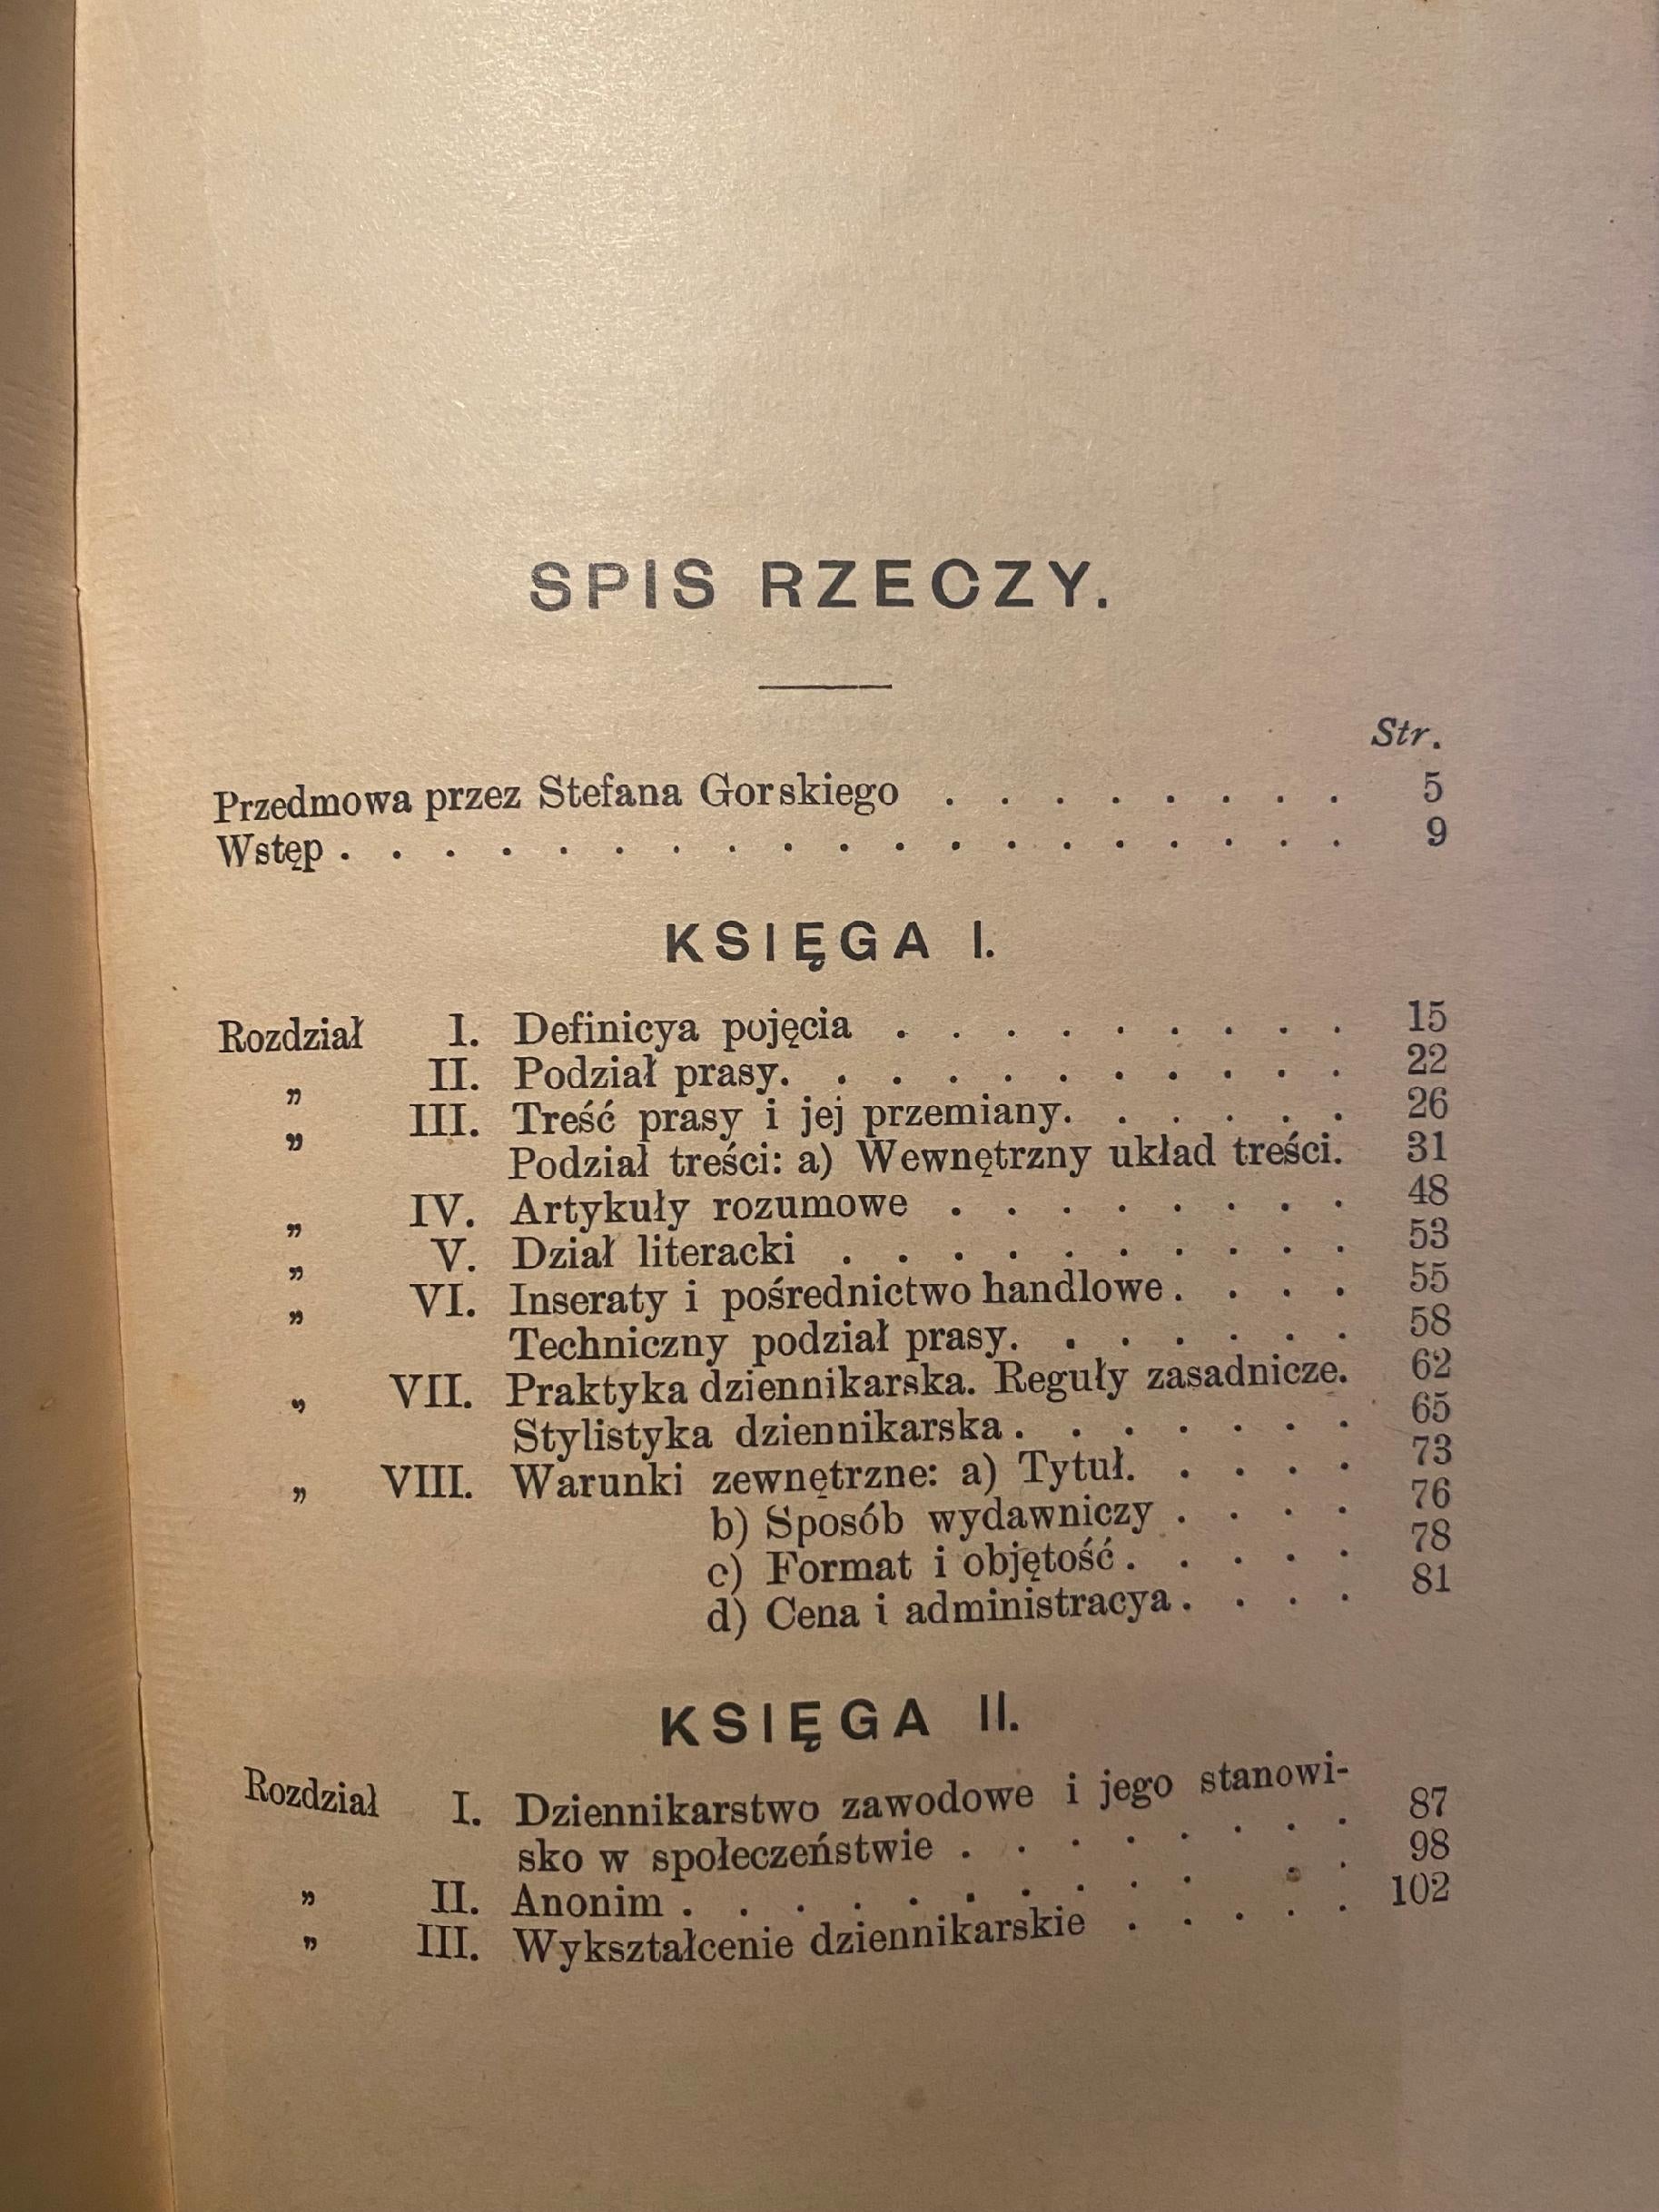 SPIS RZECZY.
Str.
Przedmowa przez Stefana Gorskiego . . . . . . . . 5
Wstęp . . . . . . . . . . . . . . . . . . . 9
KSIĘGA I.
Rozdział I. Definicya pojęcia . . . . . . . . . 15
„ II. Podział prasy. . . . . . . . . . . 22
„ III. Treść prasy i jej przemiany. . . . . . 26
Podział treści: a) Wewnętrzny układ treści. 31
„ IV. Artykuły rozumowe . . . . . . . . 48
„ V. Dział literacki . . . . . . . . . . 53
„ VI. Inseraty i pośrednictwo handlowe . . . . 55
Techniczny podział prasy. . . . . . . 58
„ VII. Praktyka dziennikarska. Reguły zasadnicze. 62
Stylistyka dziennikarska . . . . . . . 65
„ VIII. Warunki zewnętrzne: a) Tytuł. . . . . 73
b) Sposób wydawniczy . . . . 76
c) Format i objętość . . . . . 78
d) Cena i administracya . . . . 81
KSIĘGA II.
Rozdział I. Dziennikarstwo zawodowe i jego stanowi-
sko w społeczeństwie . . . . . . . . 87
„ II. Anonim . . . . . . . . . . . . 98
„ III. Wykształcenie dziennikarskie . . . . . 102